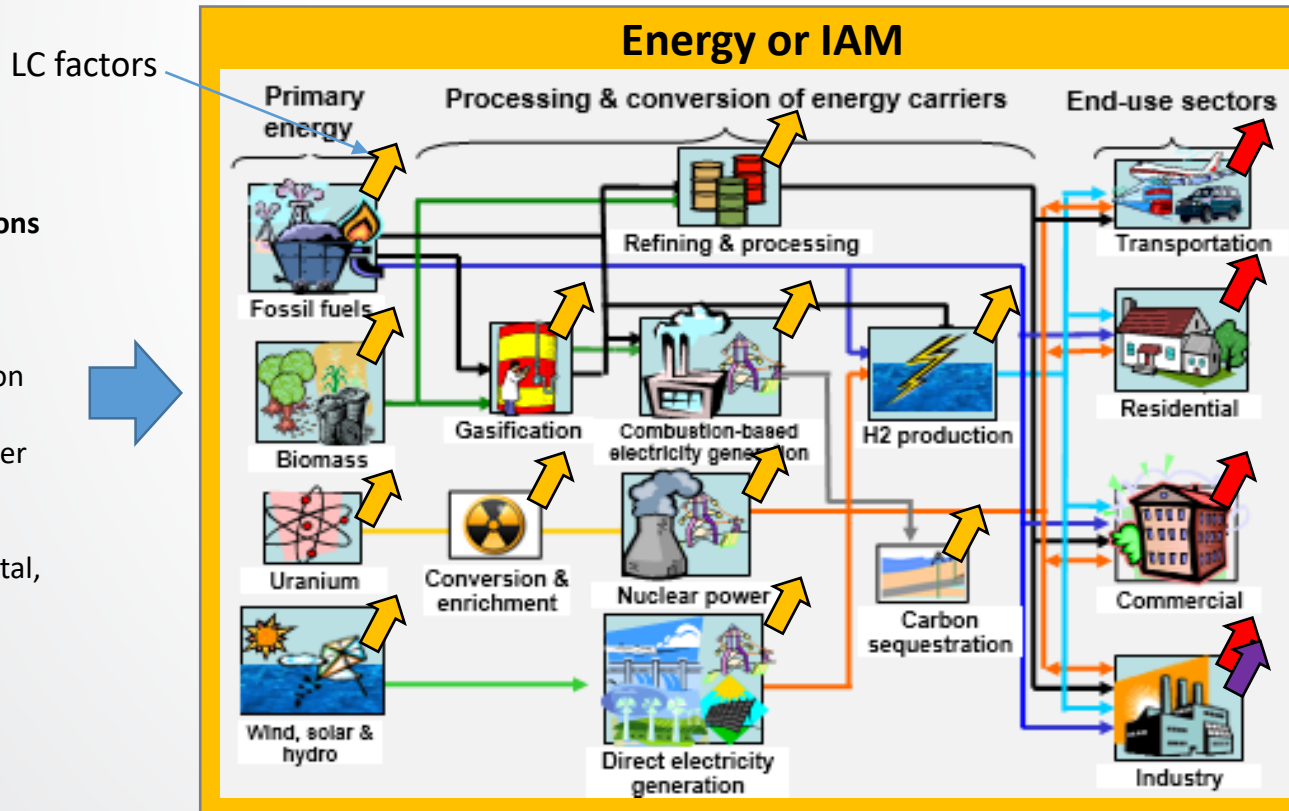 Energy or IAM
LC factors
Primary
energy
Processing & conversion of energy carriers
End-use sectors
ons
on
er
tal,
Fossil fuels
Refining & processing
Transportation
Biomass
Gasification
Combustion-based
electricity generation
H2 production
Residential
Uranium
Conversion &
enrichment
Nuclear power
Carbon
sequestration
Commercial
Wind, solar &
hydro
Direct electricity
generation
Industry